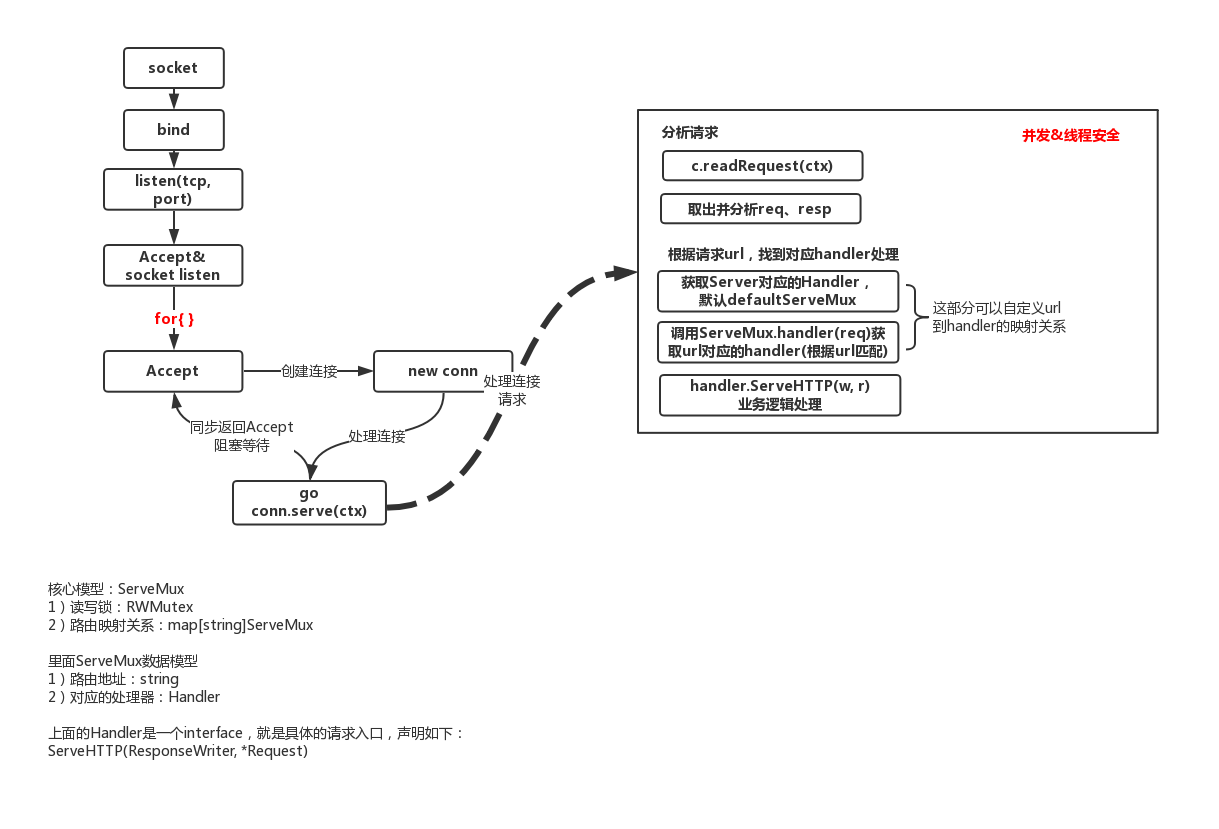 socket
bind
listen(tcp,
port)
Accept&
socket listen
for{ }
Accept
创建连接
new conn
处理连接
请求
同步返回Accept
阻塞等待
处理连接
go
conn.serve(ctx)
分析请求
并发&线程安全
c.readRequest(ctx)
取出并分析req、resp
根据请求url，找到对应handler处理
获取Server对应的Handler，
默认defaultServeMux
调用ServeMux.handler(req)获
取url对应的handler(根据url匹配)
这部分可以自定义url
到handler的映射关系
handler.ServeHTTP(w, r)
业务逻辑处理
核心模型：ServeMux
1）读写锁：RWMutex
2）路由映射关系：map[string]ServeMux
里面ServeMux数据模型
1）路由地址：string
2）对应的处理器：Handler
上面的Handler是一个interface，就是具体的请求入口，声明如下：
ServeHTTP(ResponseWriter, *Request)